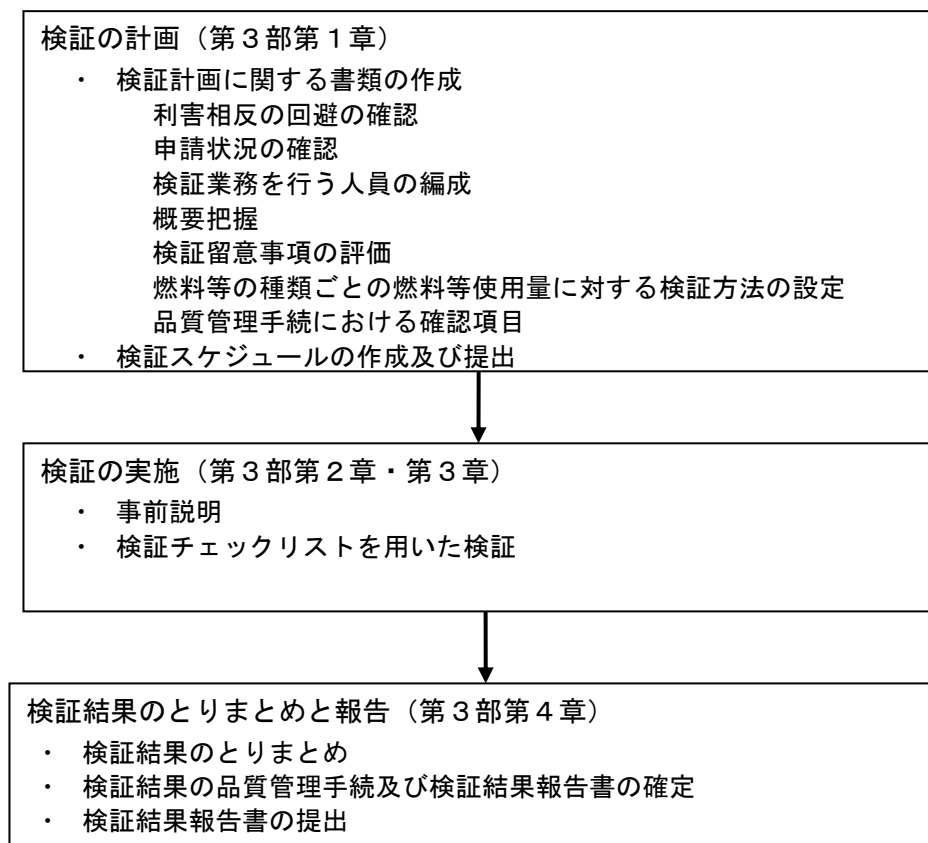 検証の計画（第３部第１章）
・ 検証計画に関する書類の作成
利害相反の回避の確認
申請状況の確認
検証業務を行う人員の編成
概要把握
検証留意事項の評価
燃料等の種類ごとの燃料等使用量に対する検証方法の設定
品質管理手続における確認項目
・ 検証スケジュールの作成及び提出
検証の実施（第３部第２章・第３章）
・ 事前説明
・ 検証チェックリストを用いた検証
検証結果のとりまとめと報告（第３部第４章）
・ 検証結果のとりまとめ
・ 検証結果の品質管理手続及び検証結果報告書の確定
・ 検証結果報告書の提出